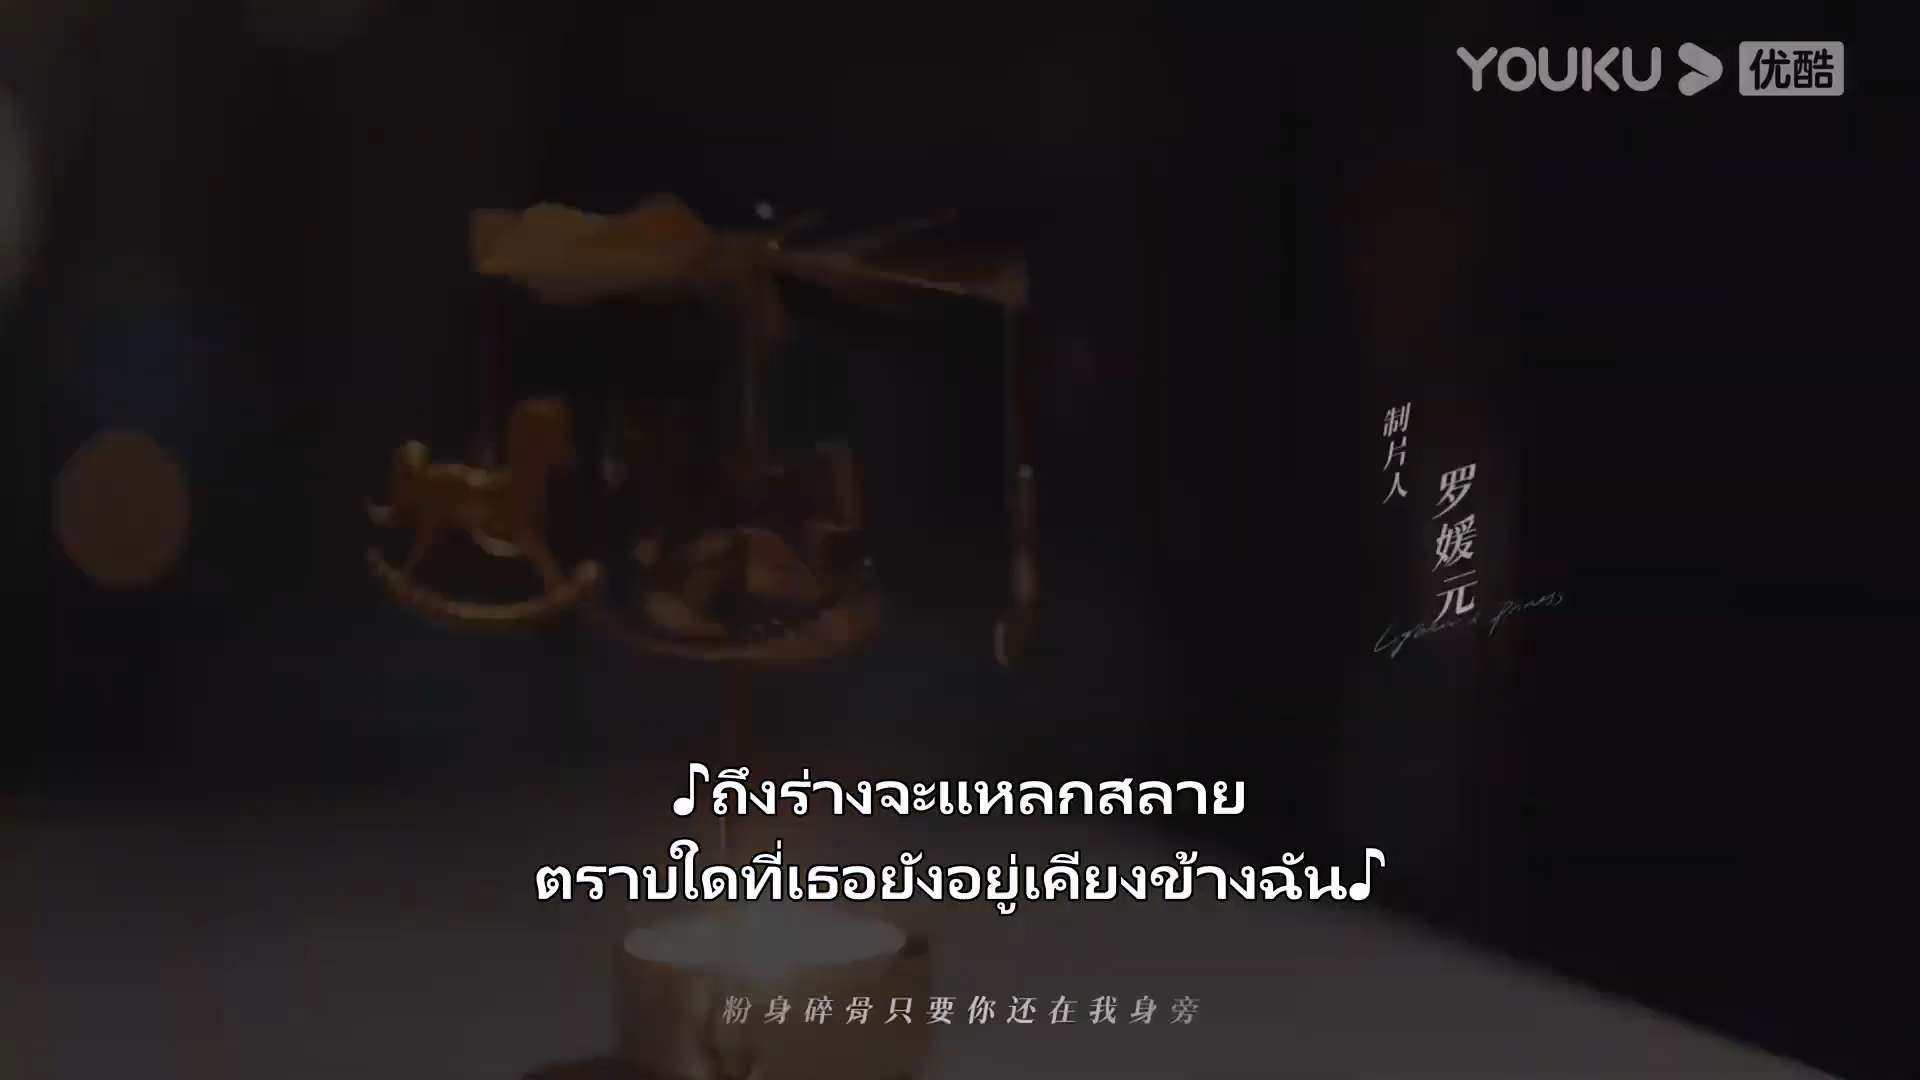 YOUKU 优酷
制片人
罗媛元
♪ถึงร่างจะแหลกสลาย
ตราบใดที่เธอยังอยู่เคียงข้างฉัน♪
粉身碎骨只要你还在我身旁